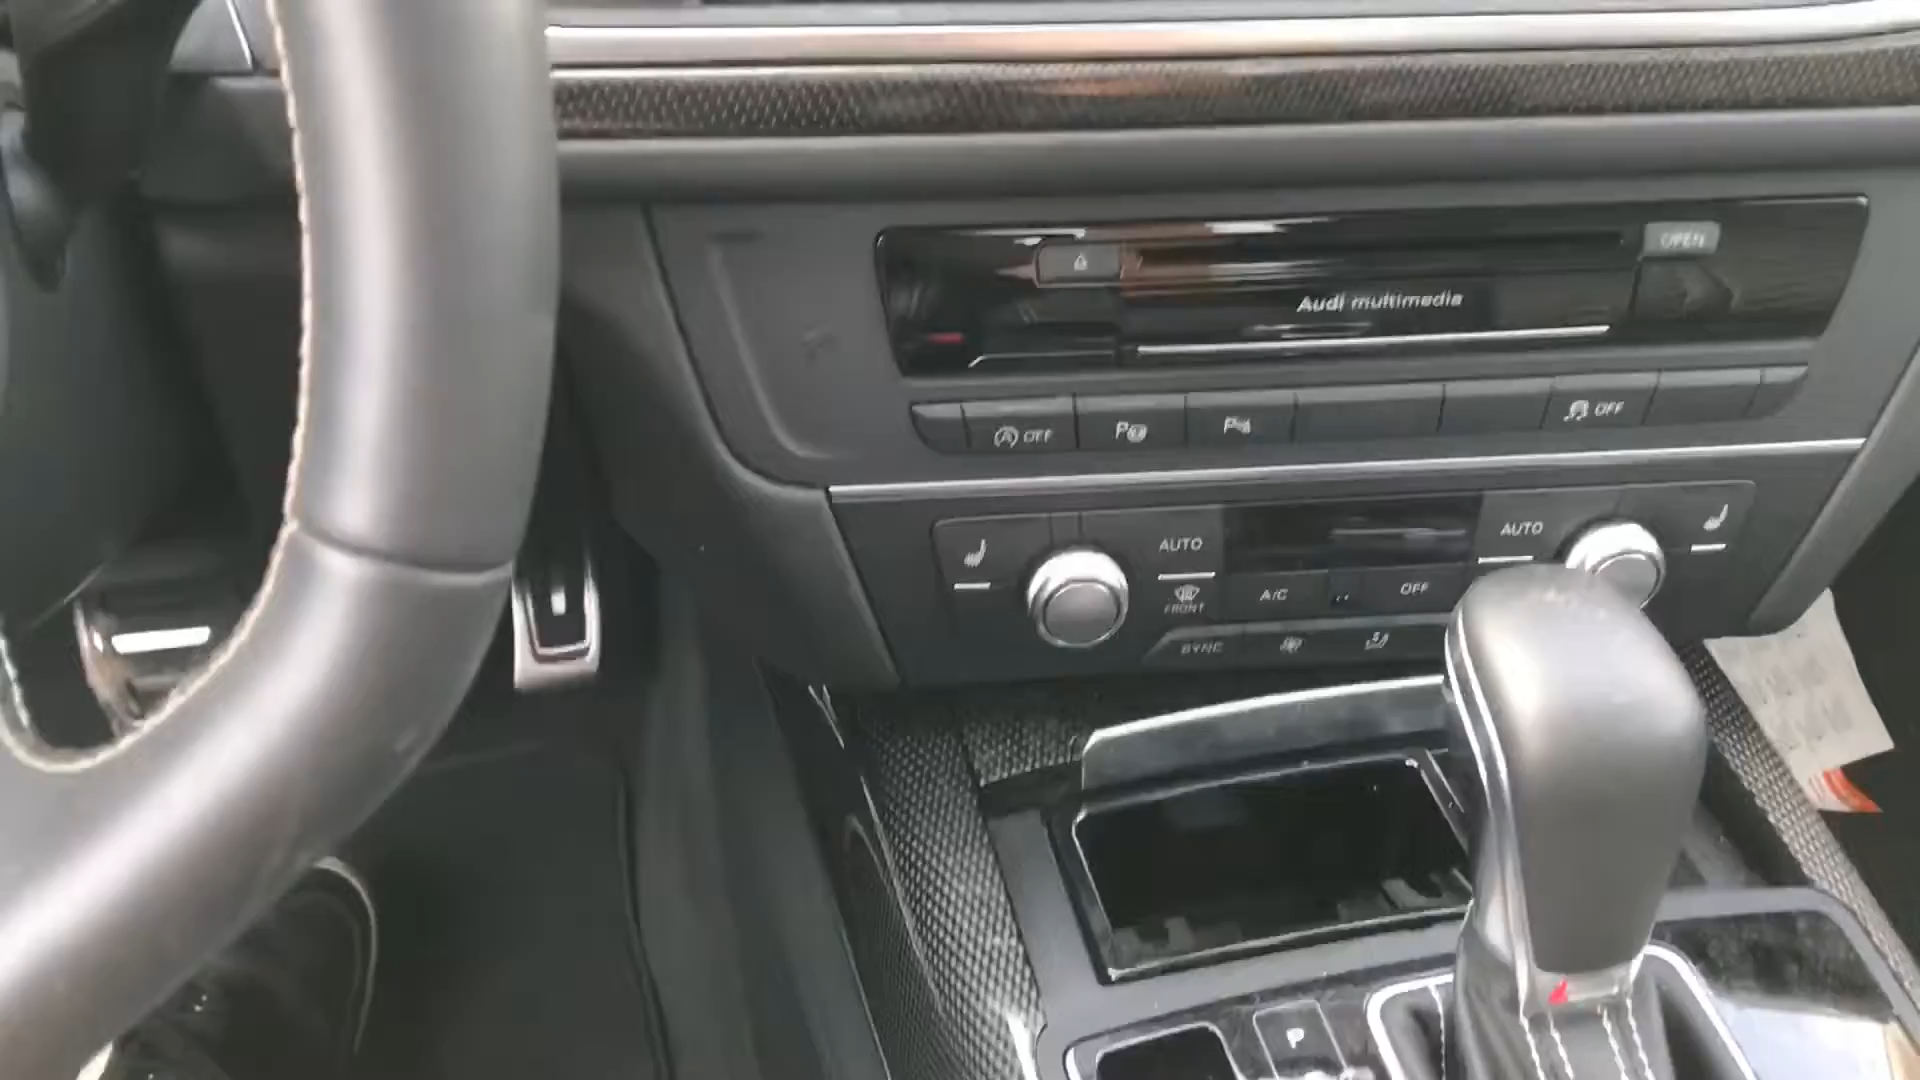 OPEN
Audi multimedia
A OFF
P
P
OFF
AUTO
AUTO
FRONT
A/C
OFF
SYNC
P